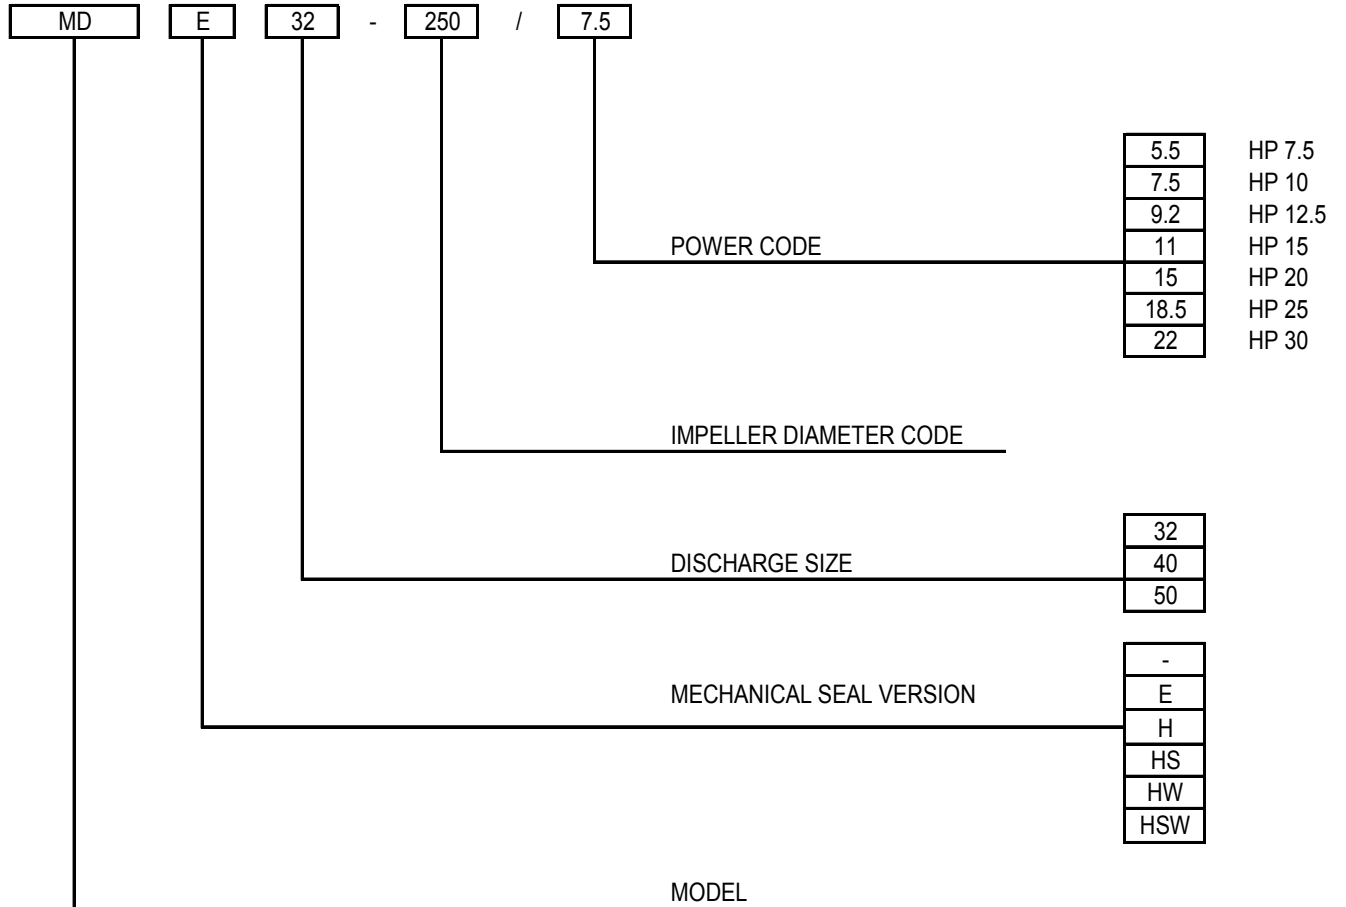 MD E 32 - 250 / 7.5
5.5 HP 7.5
7.5 HP 10
9.2 HP 12.5
POWER CODE 11 HP 15
15 HP 20
18.5 HP 25
22 HP 30
IMPELLER DIAMETER CODE
32
DISCHARGE SIZE 40
50
-
MECHANICAL SEAL VERSION E
H
HS
HW
HSW
MODEL